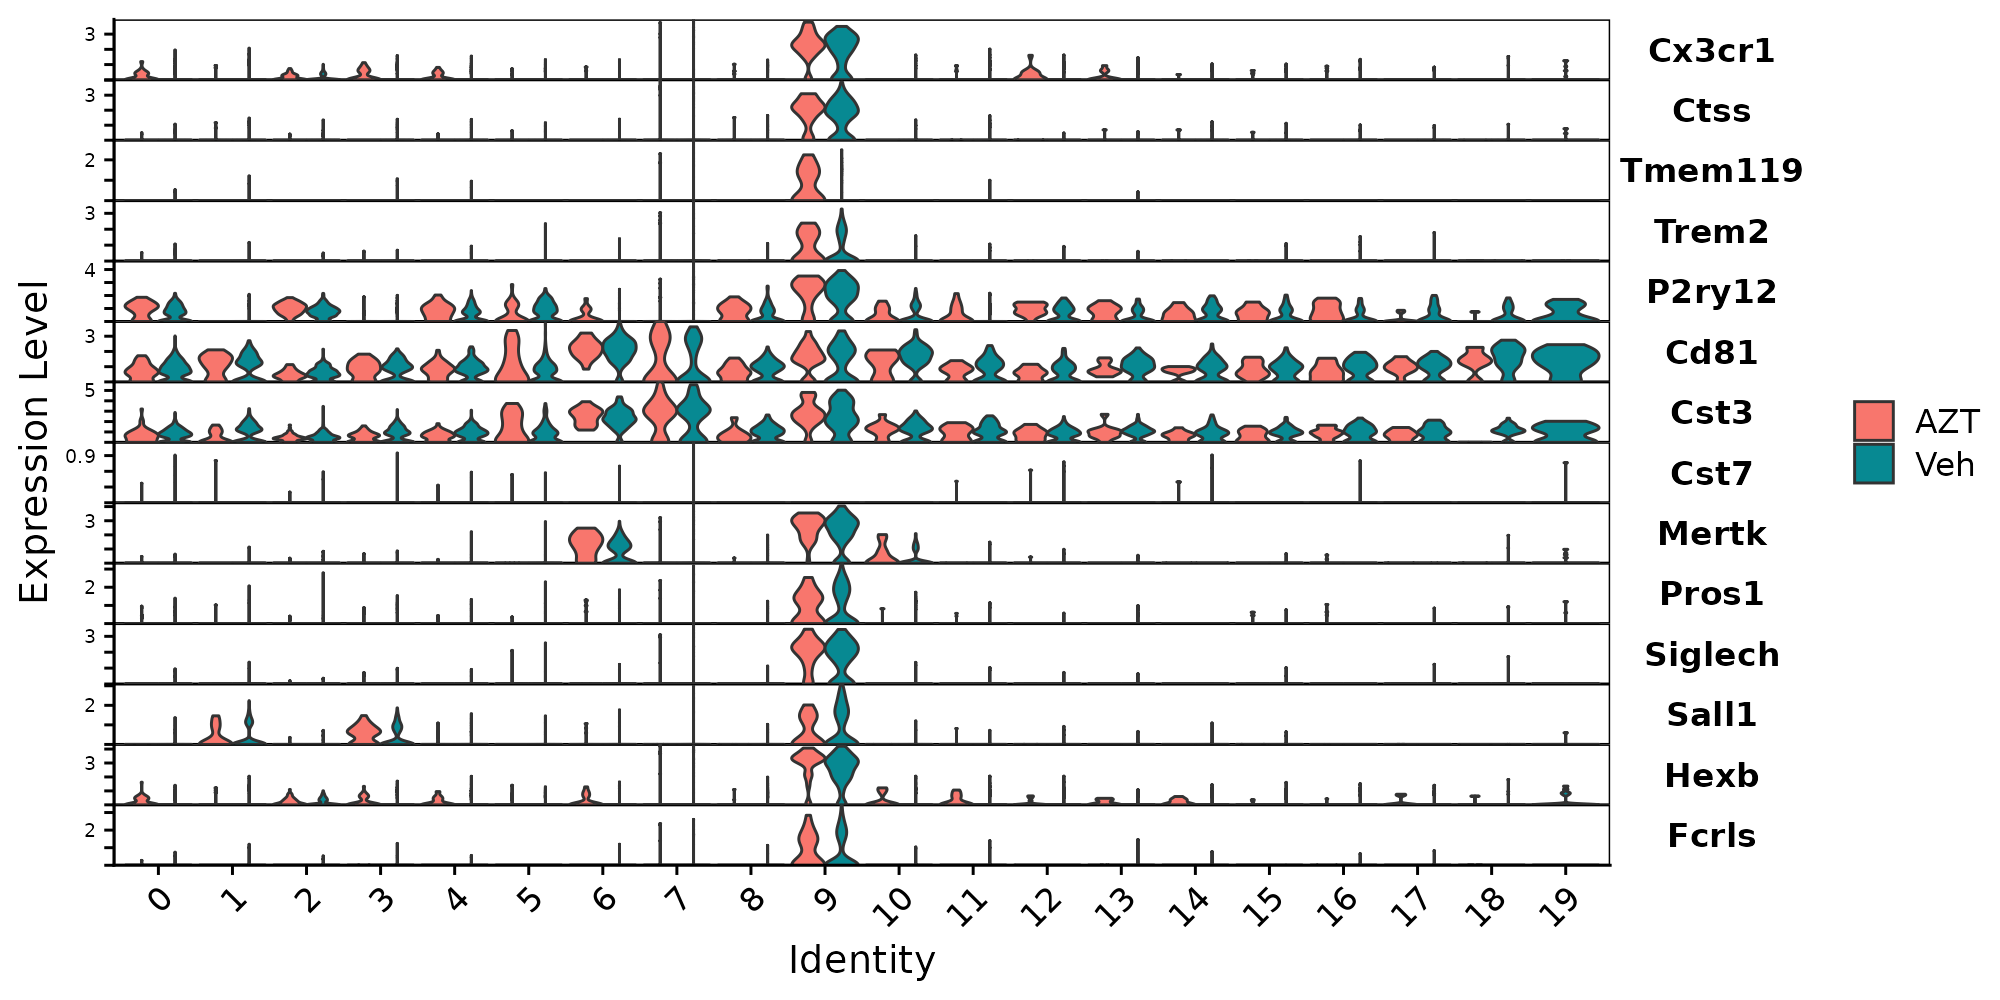 3 Cx3cr1
3 Ctss
2 Tmem119
3 Trem2
4 P2ry12
3 Cd81
5 Cst3
0.9 Cst7
3 Mertk
2 Pros1
3 Siglech
2 Sall1
3 Hexb
2 Fcrls
Expression Level
AZT
Veh
0 1 2 3 4 5 6 7 8 9 10 11 12 13 14 15 16 17 18 19
Identity